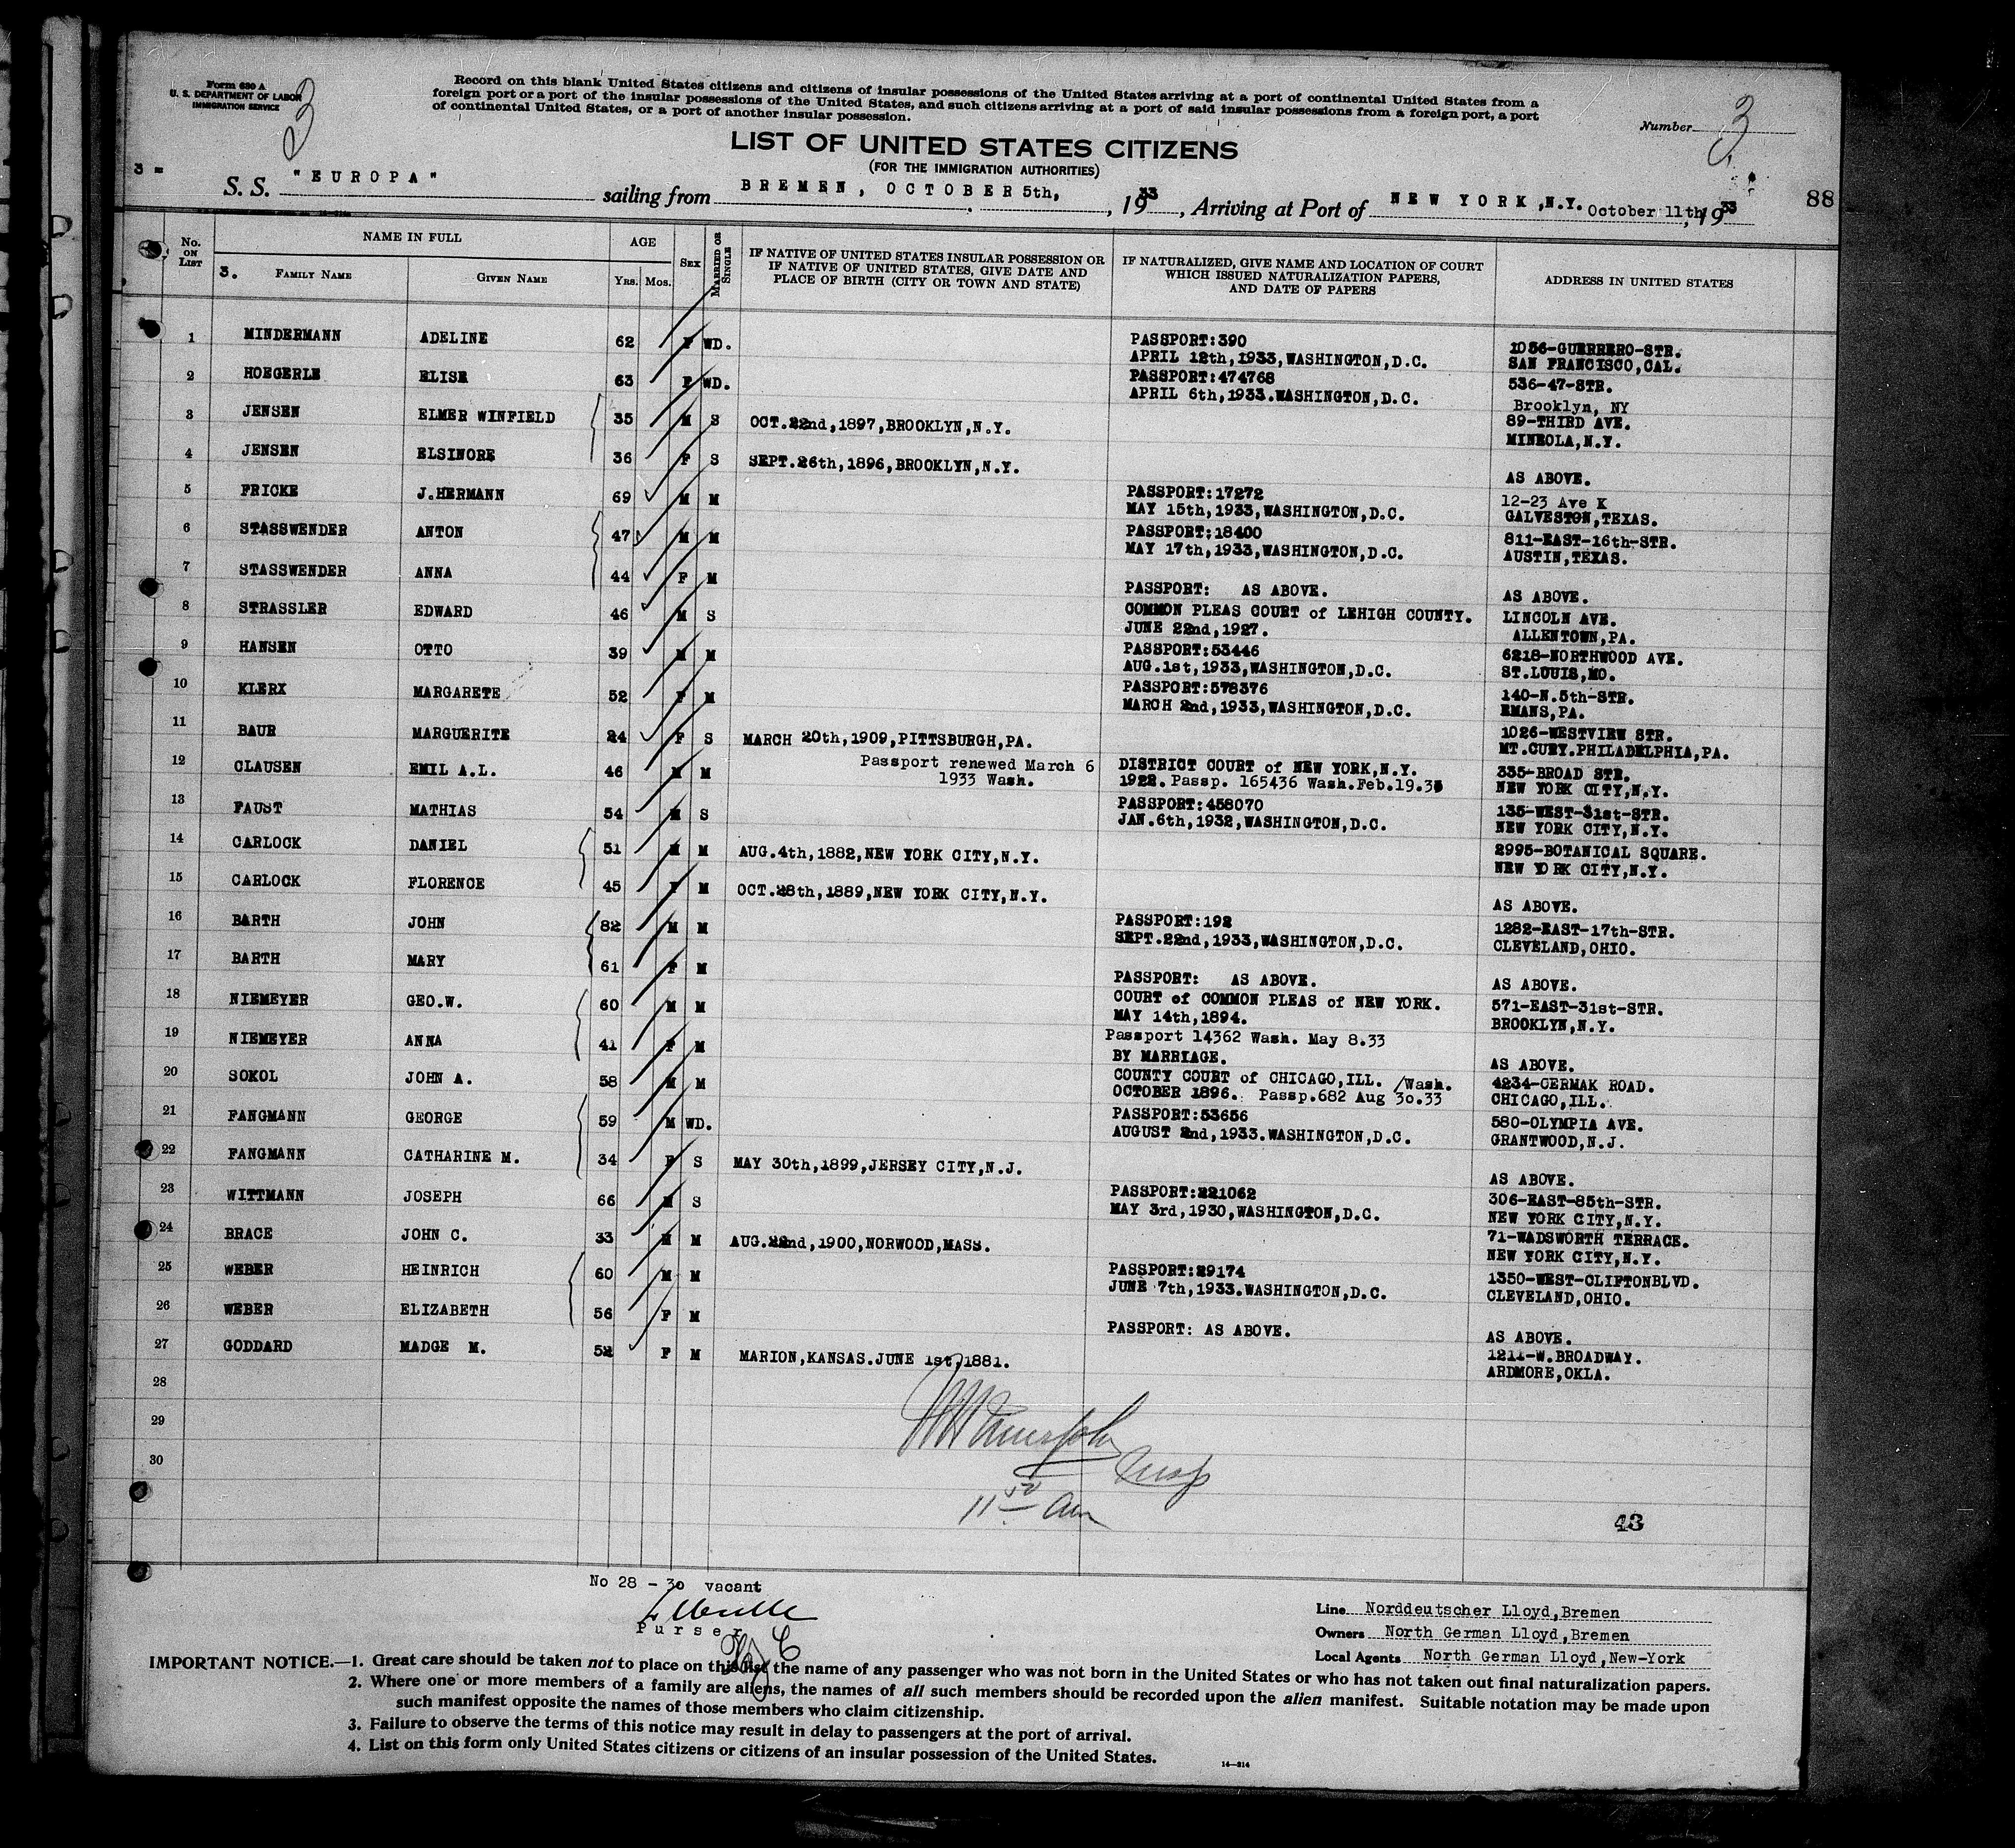 Form 630 A
U. S. DEPARTMENT OF LABOR
IMMIGRATION SERVICE
3
Record on this blank United States citizens and citizens of insular possessions of the United States arriving at a port of continental United States from a
foreign port or a port of the insular possessions of the United States, and such citizens arriving at a port of said insular possessions from a foreign port, a port
of continental United States, or a port of another insular possession.
Number 3
LIST OF UNITED STATES CITIZENS
(FOR THE IMMIGRATION AUTHORITIES)
3 =
S. S. "EUROPA" sailing from BREMEN, OCTOBER 5th, , 1933, Arriving at Port of NEW YORK,N.Y. October 11th, 1933
88
No. ON LIST
NAME IN FULL
3. FAMILY NAME
GIVEN NAME
AGE
YRS. MOS.
SEX
MARRIED OR SINGLE
IF NATIVE OF UNITED STATES INSULAR POSSESSION OR
IF NATIVE OF UNITED STATES, GIVE DATE AND
PLACE OF BIRTH (CITY OR TOWN AND STATE)
IF NATURALIZED, GIVE NAME AND LOCATION OF COURT
WHICH ISSUED NATURALIZATION PAPERS,
AND DATE OF PAPERS
ADDRESS IN UNITED STATES
1 MINDERMANN ADELINE 62 F WD. PASSPORT:390 1056-GUERRERO-STR.
APRIL 12th,1933,WASHINGTON,D.C. SAN FRANCISCO,CAL.
2 HOEGERLE ELISE 63 F WD. PASSPORT:474768 536-47-STR.
APRIL 6th,1933.WASHINGTON,D.C. Brooklyn, NY
3 JENSEN ELMER WINFIELD 35 M S OCT.22nd,1897,BROOKLYN,N.Y. 89-THIRD AVE.
MINEOLA,N.Y.
4 JENSEN ELSINORE 36 F S SEPT.26th,1896,BROOKLYN,N.Y. AS ABOVE.
5 FRICKE J.HERMANN 69 M M PASSPORT:17272 12-23 Ave K
MAY 15th,1933,WASHINGTON,D.C. GALVESTON,TEXAS.
6 STASSWENDER ANTON 47 M M PASSPORT:18400 811-EAST-16th-STR.
MAY 17th,1933,WASHINGTON,D.C. AUSTIN,TEXAS.
7 STASSWENDER ANNA 44 F M PASSPORT: AS ABOVE. AS ABOVE.
8 STRASSLER EDWARD 46 M S COMMON PLEAS COURT of LEHIGH COUNTY. LINCOLN AVE.
JUNE 22nd,1927. ALLENTOWN,PA.
9 HANSEN OTTO 39 M M PASSPORT:53446 6218-NORTHWOOD AVE.
AUG.1st,1933,WASHINGTON,D.C. ST.LOUIS,MO.
10 KLERX MARGARETE 52 F M PASSPORT:578376 140-N.5th-STR.
MARCH 2nd,1933,WASHINGTON,D.C. EMANS,PA.
11 BAUR MARGUERITE 24 F S MARCH 20th,1909,PITTSBURGH,PA. 1026-WESTVIEW STR.
MT.CUBY.PHILADELPHIA,PA.
12 CLAUSEN EMIL A.L. 46 M M Passport renewed March 6 DISTRICT COURT of NEW YORK,N.Y. 335-BROAD STR.
1933 Wash. 1922. Passp. 165436 Wash.Feb.19.35 NEW YORK CITY,N.Y.
13 FAUST MATHIAS 54 M S PASSPORT:458070 135-WEST-31st-STR.
JAN.6th,1932,WASHINGTON,D.C. NEW YORK CITY,N.Y.
14 CARLOCK DANIEL 51 M M AUG.4th,1882,NEW YORK CITY,N.Y. 2995-BOTANICAL SQUARE.
NEW YORK CITY,N.Y.
15 CARLOCK FLORENCE 45 F M OCT.28th,1889,NEW YORK CITY,N.Y. AS ABOVE.
16 BARTH JOHN 82 M M PASSPORT:192 1282-EAST-17th-STR.
SEPT.22nd,1933,WASHINGTON,D.C. CLEVELAND,OHIO.
17 BARTH MARY 61 F M PASSPORT: AS ABOVE. AS ABOVE.
18 NIEMEYER GEO.W. 60 M M COURT of COMMON PLEAS of NEW YORK. 571-EAST-31st-STR.
MAY 14th,1894. BROOKLYN,N.Y.
19 NIEMEYER ANNA 41 F M Passport 14362 Wash. May 8.33
BY MARRIAGE. AS ABOVE.
20 SOKOL JOHN A. 58 M M COUNTY COURT of CHICAGO,ILL. /Wash. 4234-CERMAK ROAD.
OCTOBER 1896. Passp.682 Aug 30.33 CHICAGO,ILL.
21 FANGMANN GEORGE 59 M WD. PASSPORT:53656 580-OLYMPIA AVE.
AUGUST 2nd,1933.WASHINGTON,D.C. GRANTWOOD,N.J.
22 FANGMANN CATHARINE M. 34 F S MAY 30th,1899,JERSEY CITY,N.J. AS ABOVE.
23 WITTMANN JOSEPH 66 M S PASSPORT:221062 306-EAST-85th-STR.
MAY 3rd,1930,WASHINGTON,D.C. NEW YORK CITY,N.Y.
24 BRACE JOHN C. 33 M M AUG.22nd,1900,NORWOOD,MASS. 71-WADSWORTH TERRACE.
NEW YORK CITY,N.Y.
25 WEBER HEINRICH 60 M M PASSPORT:29174 1350-WEST-CLIFTONBLVD.
JUNE 7th,1933.WASHINGTON,D.C. CLEVELAND,OHIO.
26 WEBER ELIZABETH 56 F M PASSPORT: AS ABOVE. AS ABOVE.
27 GODDARD MADGE M. 52 F M MARION,KANSAS.JUNE 1st,1881. 1211-W.BROADWAY.
ARDMORE,OKLA.
28
29
30
Insp
11 50 am
43
No 28 - 30 vacant
Purser
Line Norddeutscher Lloyd,Bremen
Owners North German Lloyd,Bremen
Local Agents North German Lloyd,New-York
IMPORTANT NOTICE.—1. Great care should be taken not to place on this list the name of any passenger who was not born in the United States or who has not taken out final naturalization papers.
2. Where one or more members of a family are aliens, the names of all such members should be recorded upon the alien manifest. Suitable notation may be made upon
such manifest opposite the names of those members who claim citizenship.
3. Failure to observe the terms of this notice may result in delay to passengers at the port of arrival.
4. List on this form only United States citizens or citizens of an insular possession of the United States.
14—214